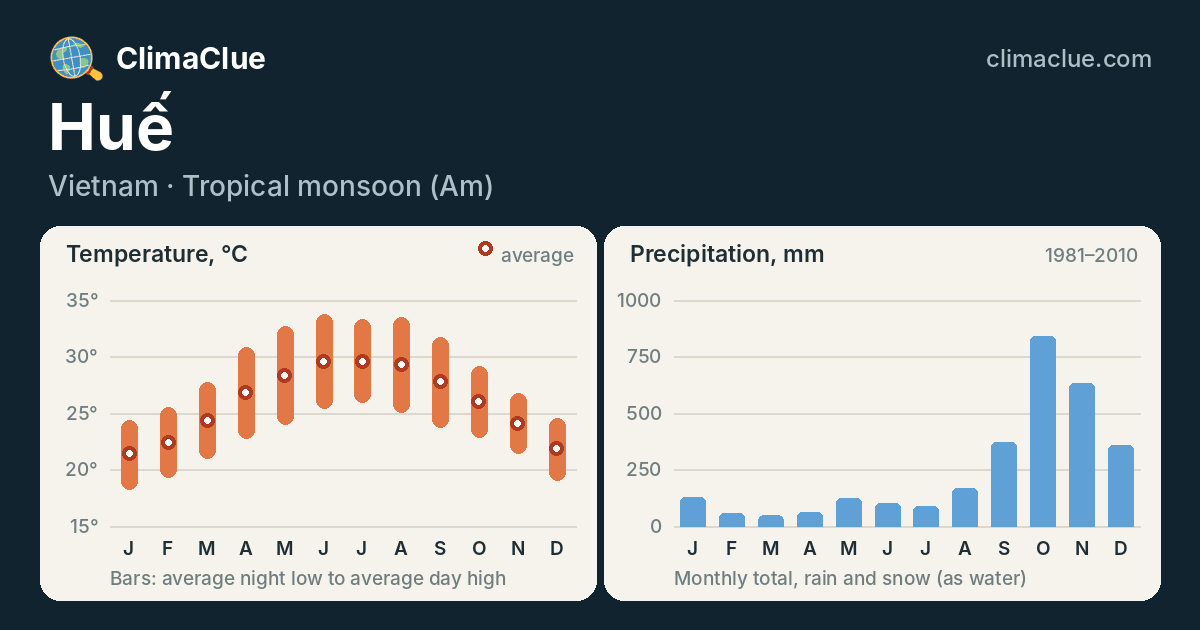 ClimaClue
climaclue.com
Huế
Vietnam · Tropical monsoon (Am)
Temperature, °C
average
35°
30°
25°
20°
15°
J F M A M J J A S O N D
Bars: average night low to average day high
Precipitation, mm
1981–2010
1000
750
500
250
0
J F M A M J J A S O N D
Monthly total, rain and snow (as water)